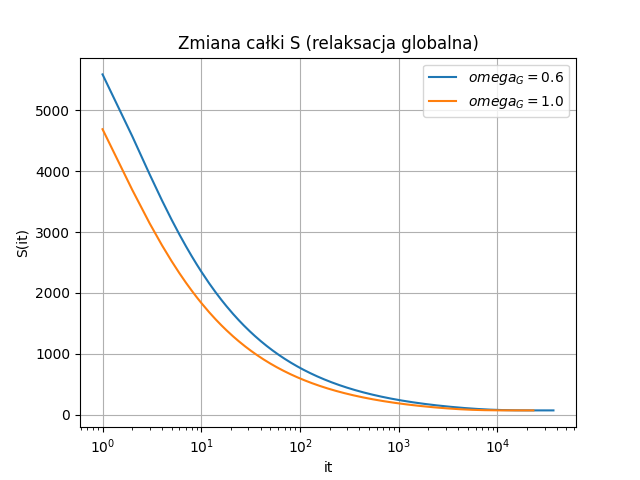 Zmiana całki S (relaksacja globalna)
omega_G = 0.6
omega_G = 1.0
5000
4000
3000
2000
1000
0
S(it)
10^0
10^1
10^2
10^3
10^4
it